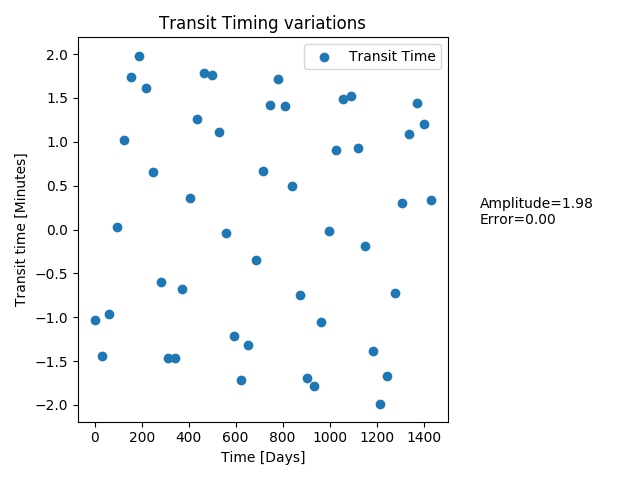 Transit Timing variations
Transit Time
2.0
1.5
1.0
0.5
0.0
−0.5
−1.0
−1.5
−2.0
Transit time [Minutes]
Amplitude=1.98
Error=0.00
0 200 400 600 800 1000 1200 1400
Time [Days]